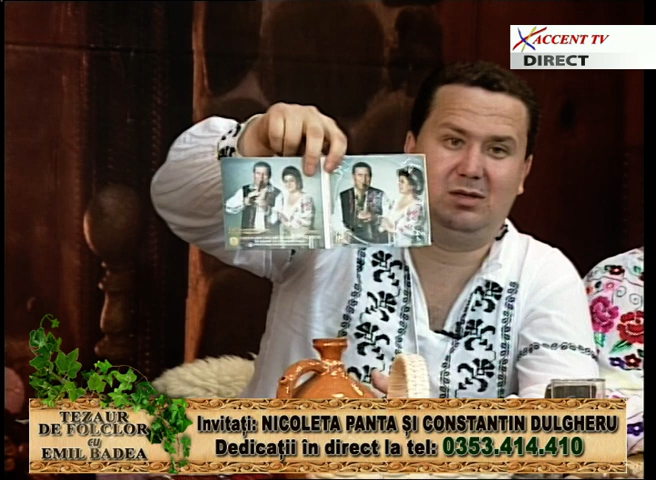 ACCENT TV
DIRECT
TEZAUR
DE FOLCLOR
cu
EMIL BADEA
Invitați: NICOLETA PANTA ȘI CONSTANTIN DULGHERU
Dedicații în direct la tel: 0353.414.410